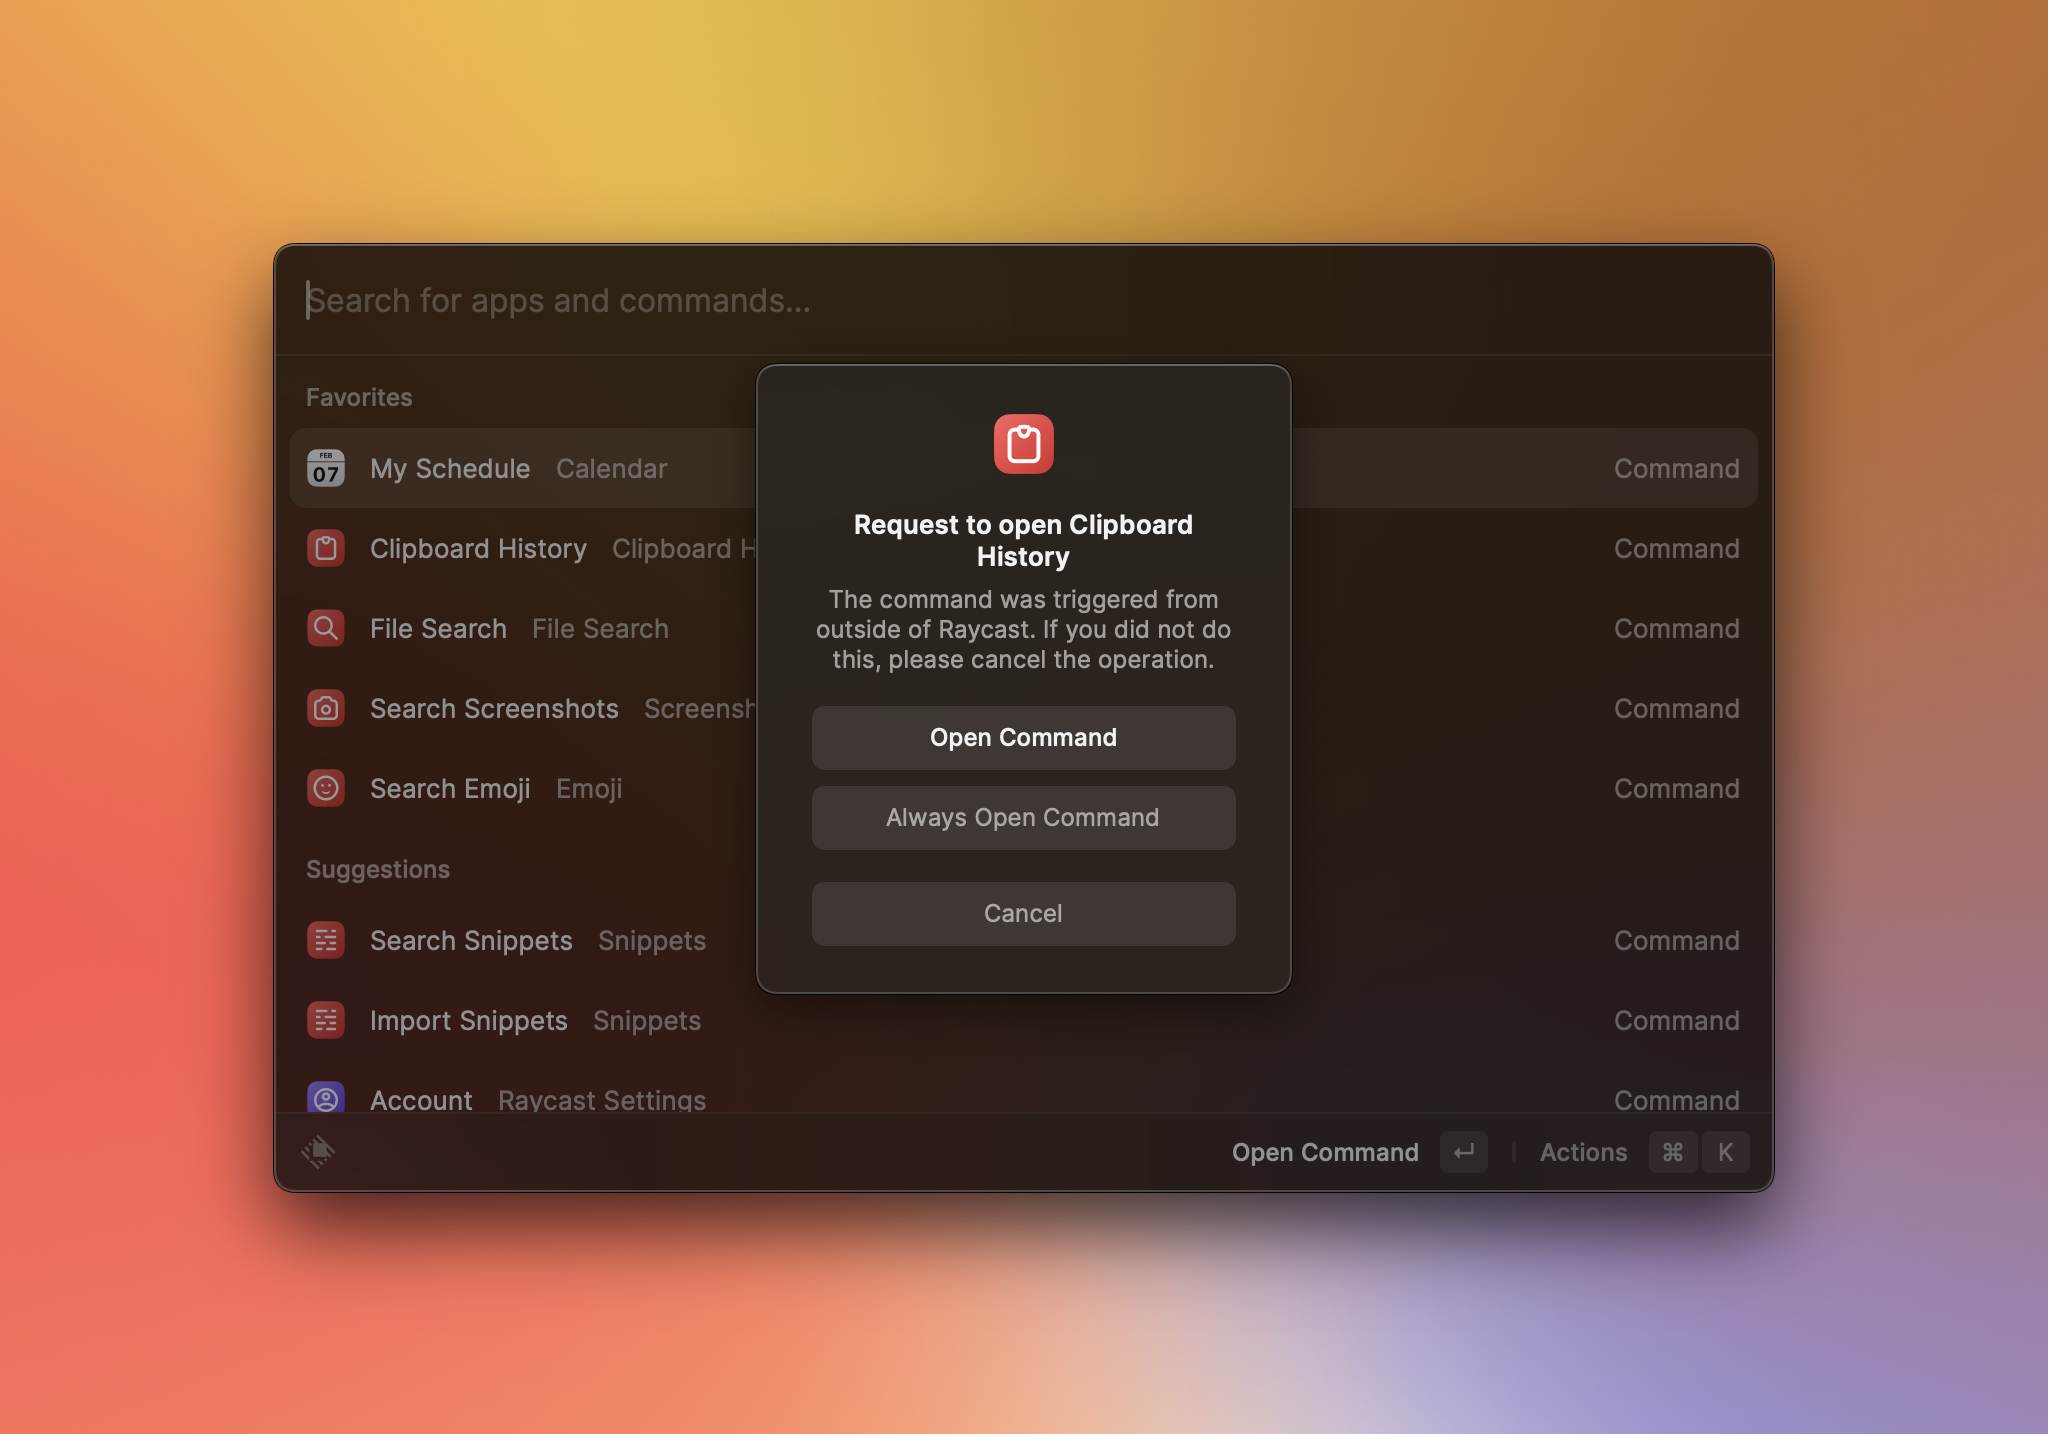 Search for apps and commands...
Favorites
FEB
07
My Schedule Calendar Command
Clipboard History Clipboard H Command
File Search File Search Command
Search Screenshots Screensh Command
Search Emoji Emoji Command
Request to open Clipboard
History
The command was triggered from
outside of Raycast. If you did not do
this, please cancel the operation.
Open Command
Always Open Command
Cancel
Suggestions
Search Snippets Snippets Command
Import Snippets Snippets Command
Account Raycast Settings Command
Open Command ↵ Actions ⌘ K